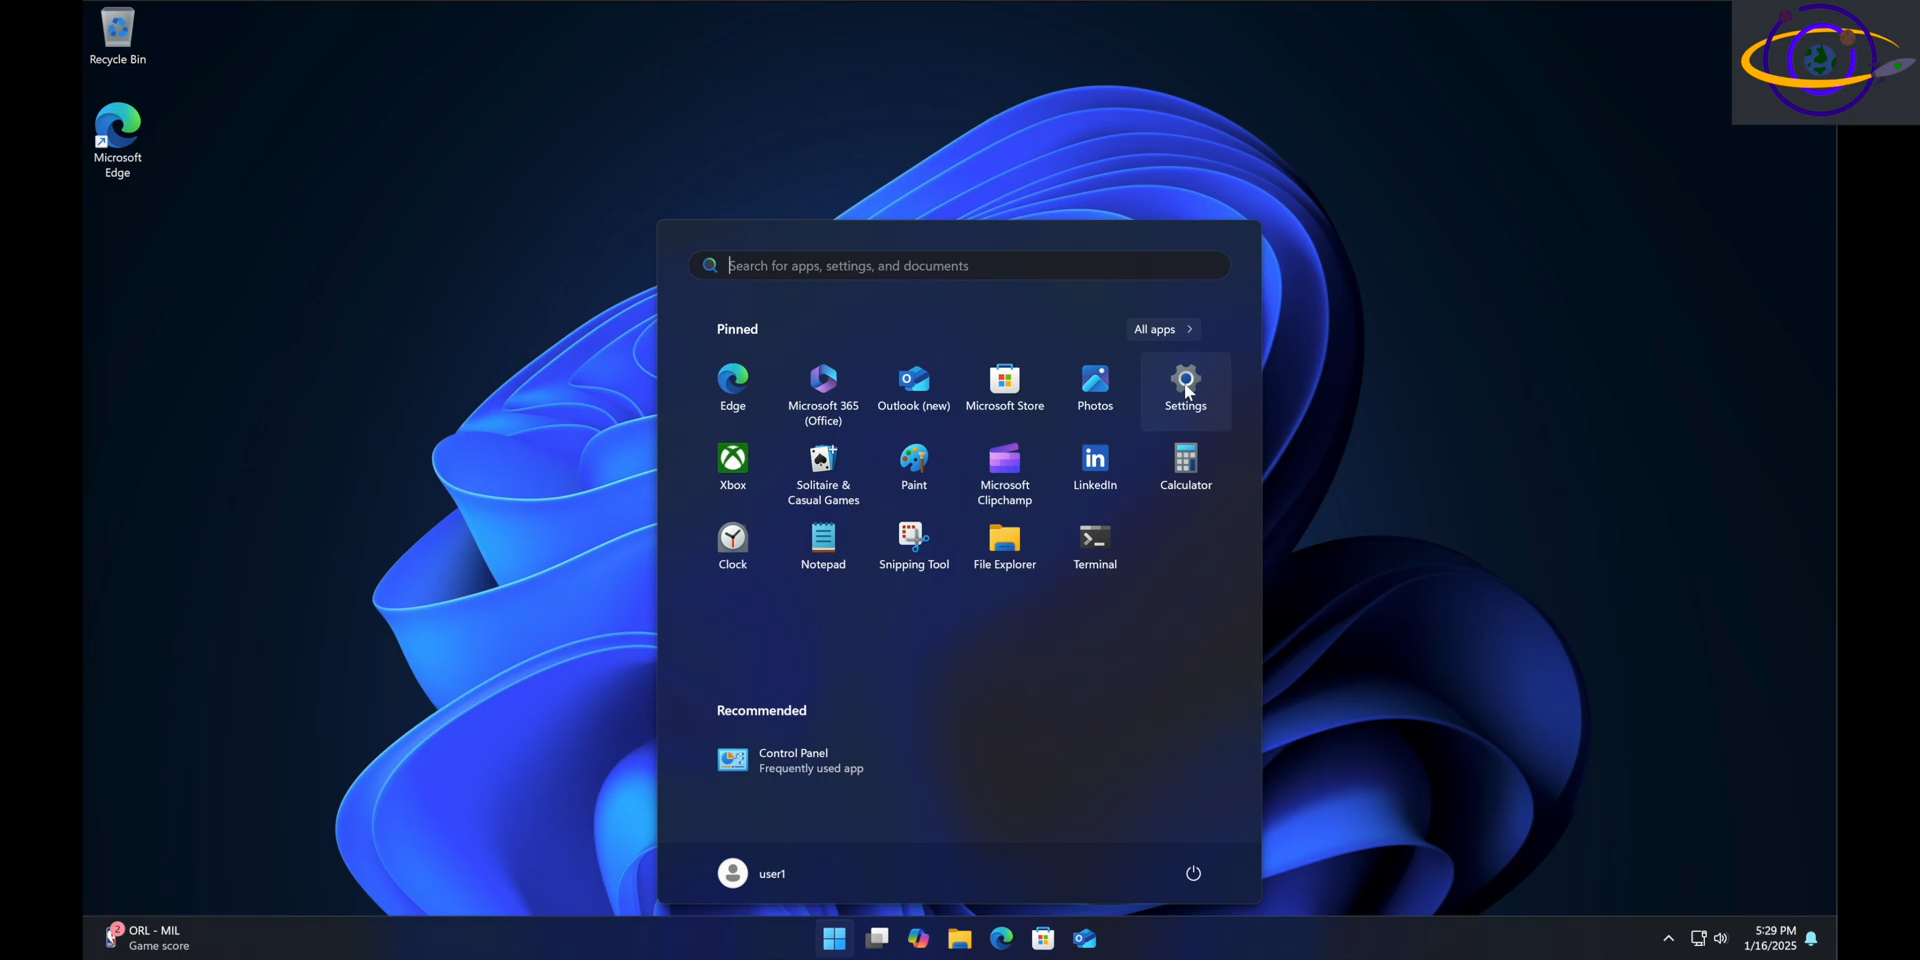 Recycle Bin
Microsoft
Edge
Search for apps, settings, and documents
Pinned
All apps
Edge
Microsoft 365
(Office)
Outlook (new)
Microsoft Store
Photos
Settings
Xbox
Solitaire &
Casual Games
Paint
Microsoft
Clipchamp
LinkedIn
Calculator
Clock
Notepad
Snipping Tool
File Explorer
Terminal
Recommended
Control Panel
Frequently used app
user1
2
ORL - MIL
Game score
5:29 PM
1/16/2025